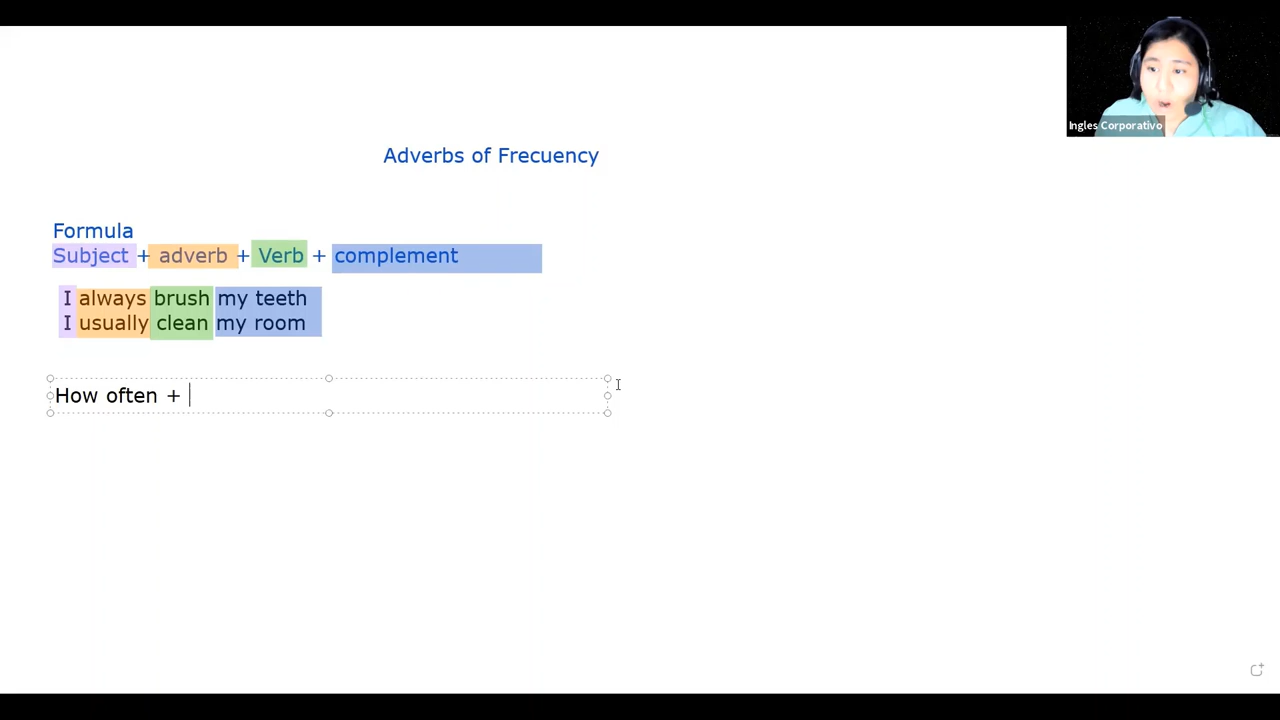 Ingles Corporativo
Adverbs of Frecuency
Formula
Subject + adverb + Verb + complement
I always brush my teeth
I usually clean my room
How often +